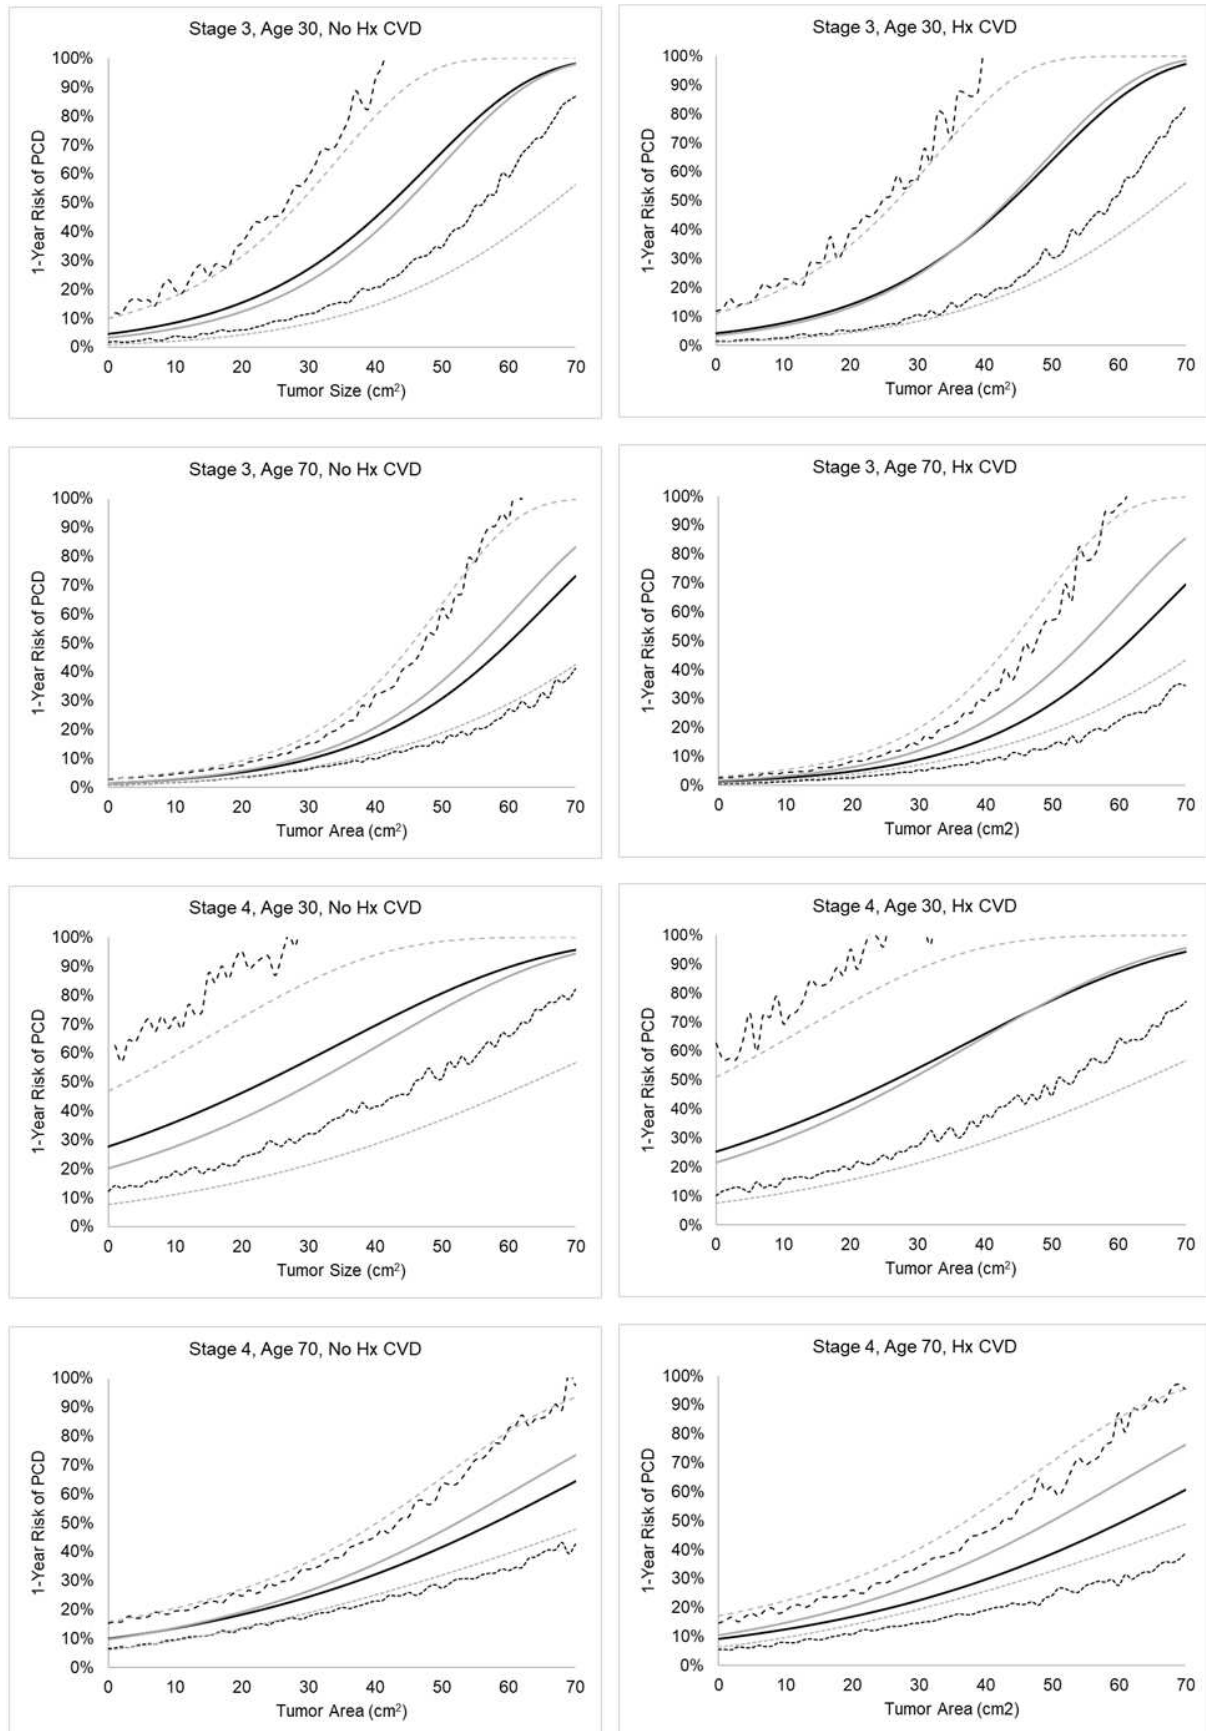 Stage 3, Age 30, No Hx CVD
100%
90%
80%
70%
60%
50%
40%
30%
20%
10%
0%
1-Year Risk of PCD
0 10 20 30 40 50 60 70
Tumor Size (cm²)
Stage 3, Age 30, Hx CVD
100%
90%
80%
70%
60%
50%
40%
30%
20%
10%
0%
1-Year Risk of PCD
0 10 20 30 40 50 60 70
Tumor Area (cm²)
Stage 3, Age 70, No Hx CVD
100%
90%
80%
70%
60%
50%
40%
30%
20%
10%
0%
1-Year Risk of PCD
0 10 20 30 40 50 60 70
Tumor Area (cm²)
Stage 3, Age 70, Hx CVD
100%
90%
80%
70%
60%
50%
40%
30%
20%
10%
0%
1-Year Risk of PCD
0 10 20 30 40 50 60 70
Tumor Area (cm2)
Stage 4, Age 30, No Hx CVD
100%
90%
80%
70%
60%
50%
40%
30%
20%
10%
0%
1-Year Risk of PCD
0 10 20 30 40 50 60 70
Tumor Size (cm²)
Stage 4, Age 30, Hx CVD
100%
90%
80%
70%
60%
50%
40%
30%
20%
10%
0%
1-Year Risk of PCD
0 10 20 30 40 50 60 70
Tumor Area (cm²)
Stage 4, Age 70, No Hx CVD
100%
90%
80%
70%
60%
50%
40%
30%
20%
10%
0%
1-Year Risk of PCD
0 10 20 30 40 50 60 70
Tumor Area (cm²)
Stage 4, Age 70, Hx CVD
100%
90%
80%
70%
60%
50%
40%
30%
20%
10%
0%
1-Year Risk of PCD
0 10 20 30 40 50 60 70
Tumor Area (cm2)